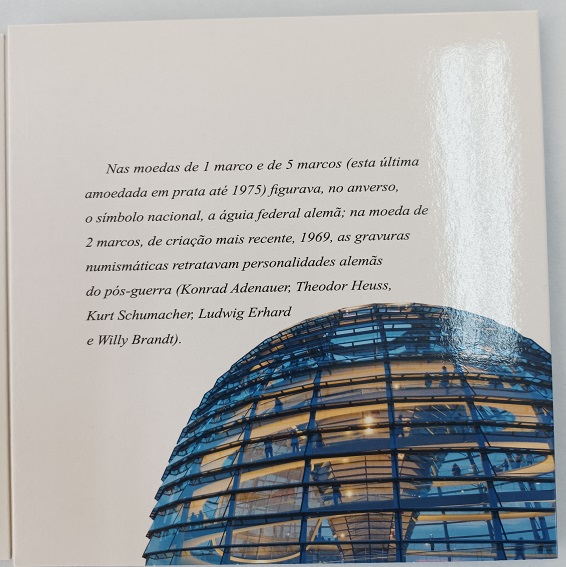 Nas moedas de 1 marco e de 5 marcos (esta última
amoedada em prata até 1975) figurava, no anverso,
o símbolo nacional, a águia federal alemã; na moeda de
2 marcos, de criação mais recente, 1969, as gravuras
numismáticas retratavam personalidades alemãs
do pós-guerra (Konrad Adenauer, Theodor Heuss,
Kurt Schumacher, Ludwig Erhard
e Willy Brandt).